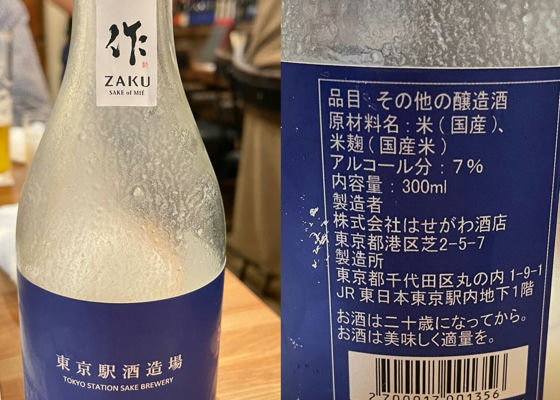 作
ZAKU
SAKE of MIÉ
東京駅酒造場
TOKYO STATION SAKE BREWERY
品目：その他の醸造酒
原材料名：米(国産)、
米麹(国産米)
アルコール分：7%
内容量：300ml
製造者
株式会社はせがわ酒店
東京都港区芝2-5-7
製造所
東京都千代田区丸の内1-9-1
JR東日本東京駅内地下1階
お酒は二十歳になってから。
お酒は美味しく適量を。
2700012001356